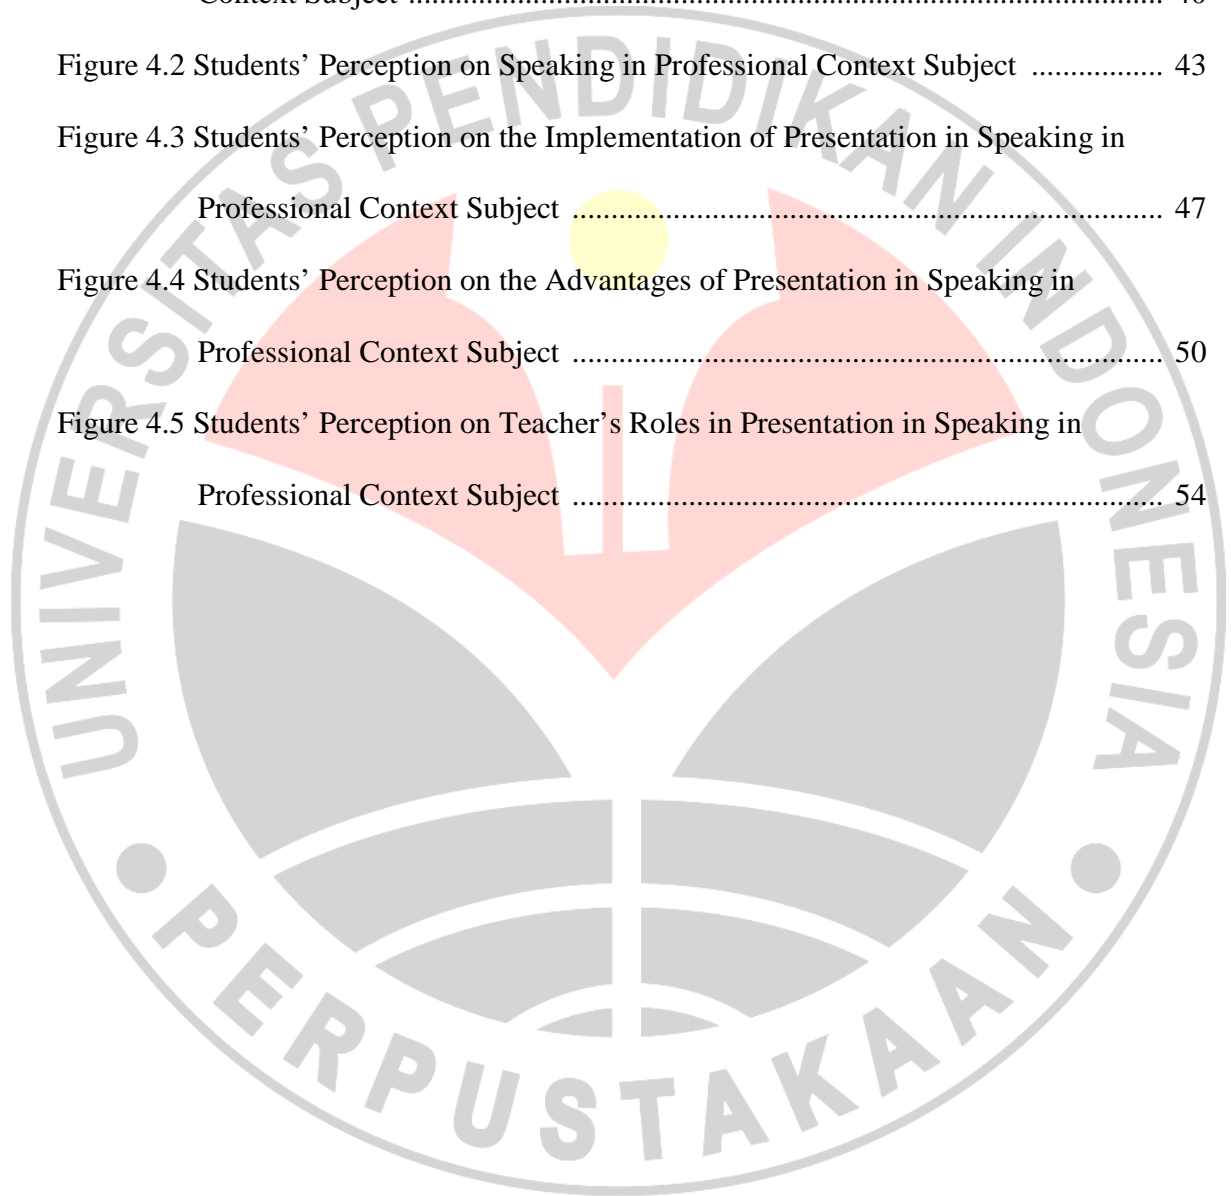 Context Subject ........................................................................................... 40
Figure 4.2 Students’ Perception on Speaking in Professional Context Subject ................. 43
Figure 4.3 Students’ Perception on the Implementation of Presentation in Speaking in
Professional Context Subject ....................................................................... 47
Figure 4.4 Students’ Perception on the Advantages of Presentation in Speaking in
Professional Context Subject ....................................................................... 50
Figure 4.5 Students’ Perception on Teacher’s Roles in Presentation in Speaking in
Professional Context Subject ....................................................................... 54
UNIVERSITAS PENDIDIKAN INDONESIA
PERPUSTAKAAN